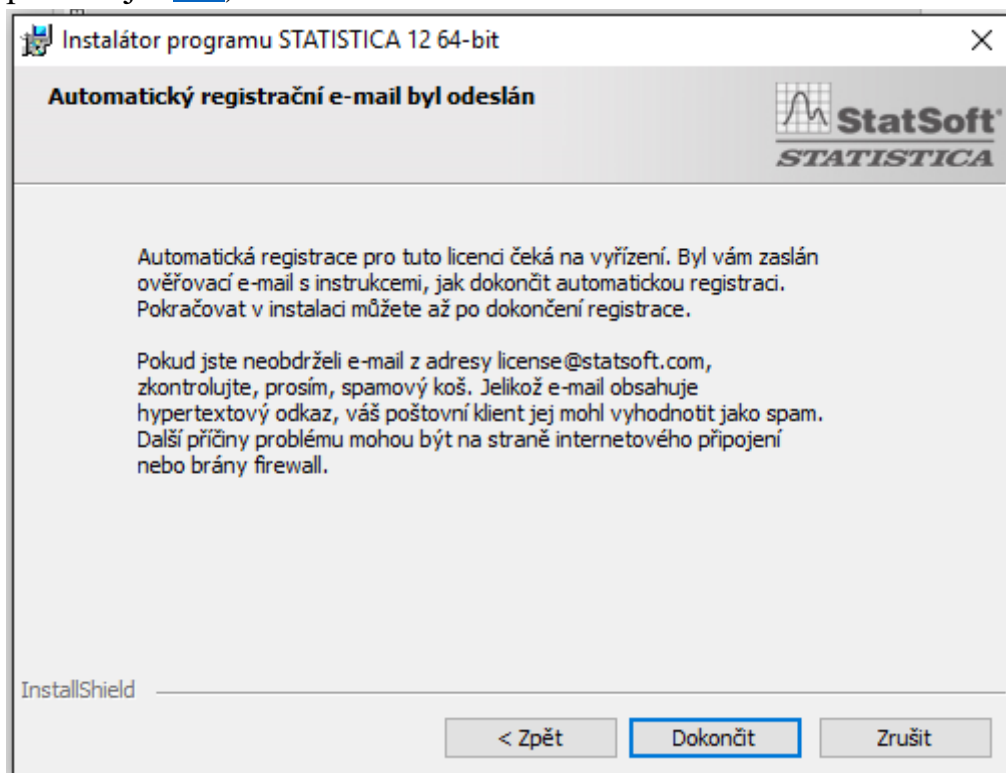 Instalátor programu STATISTICA 12 64-bit
Automatický registrační e-mail byl odeslán
StatSoft
STATISTICA
Automatická registrace pro tuto licenci čeká na vyřízení. Byl vám zaslán
ověřovací e-mail s instrukcemi, jak dokončit automatickou registraci.
Pokračovat v instalaci můžete až po dokončení registrace.
Pokud jste neobdrželi e-mail z adresy license@statsoft.com,
zkontrolujte, prosím, spamový koš. Jelikož e-mail obsahuje
hypertextový odkaz, váš poštovní klient jej mohl vyhodnotit jako spam.
Další příčiny problému mohou být na straně internetového připojení
nebo brány firewall.
InstallShield
< Zpět
Dokončit
Zrušit